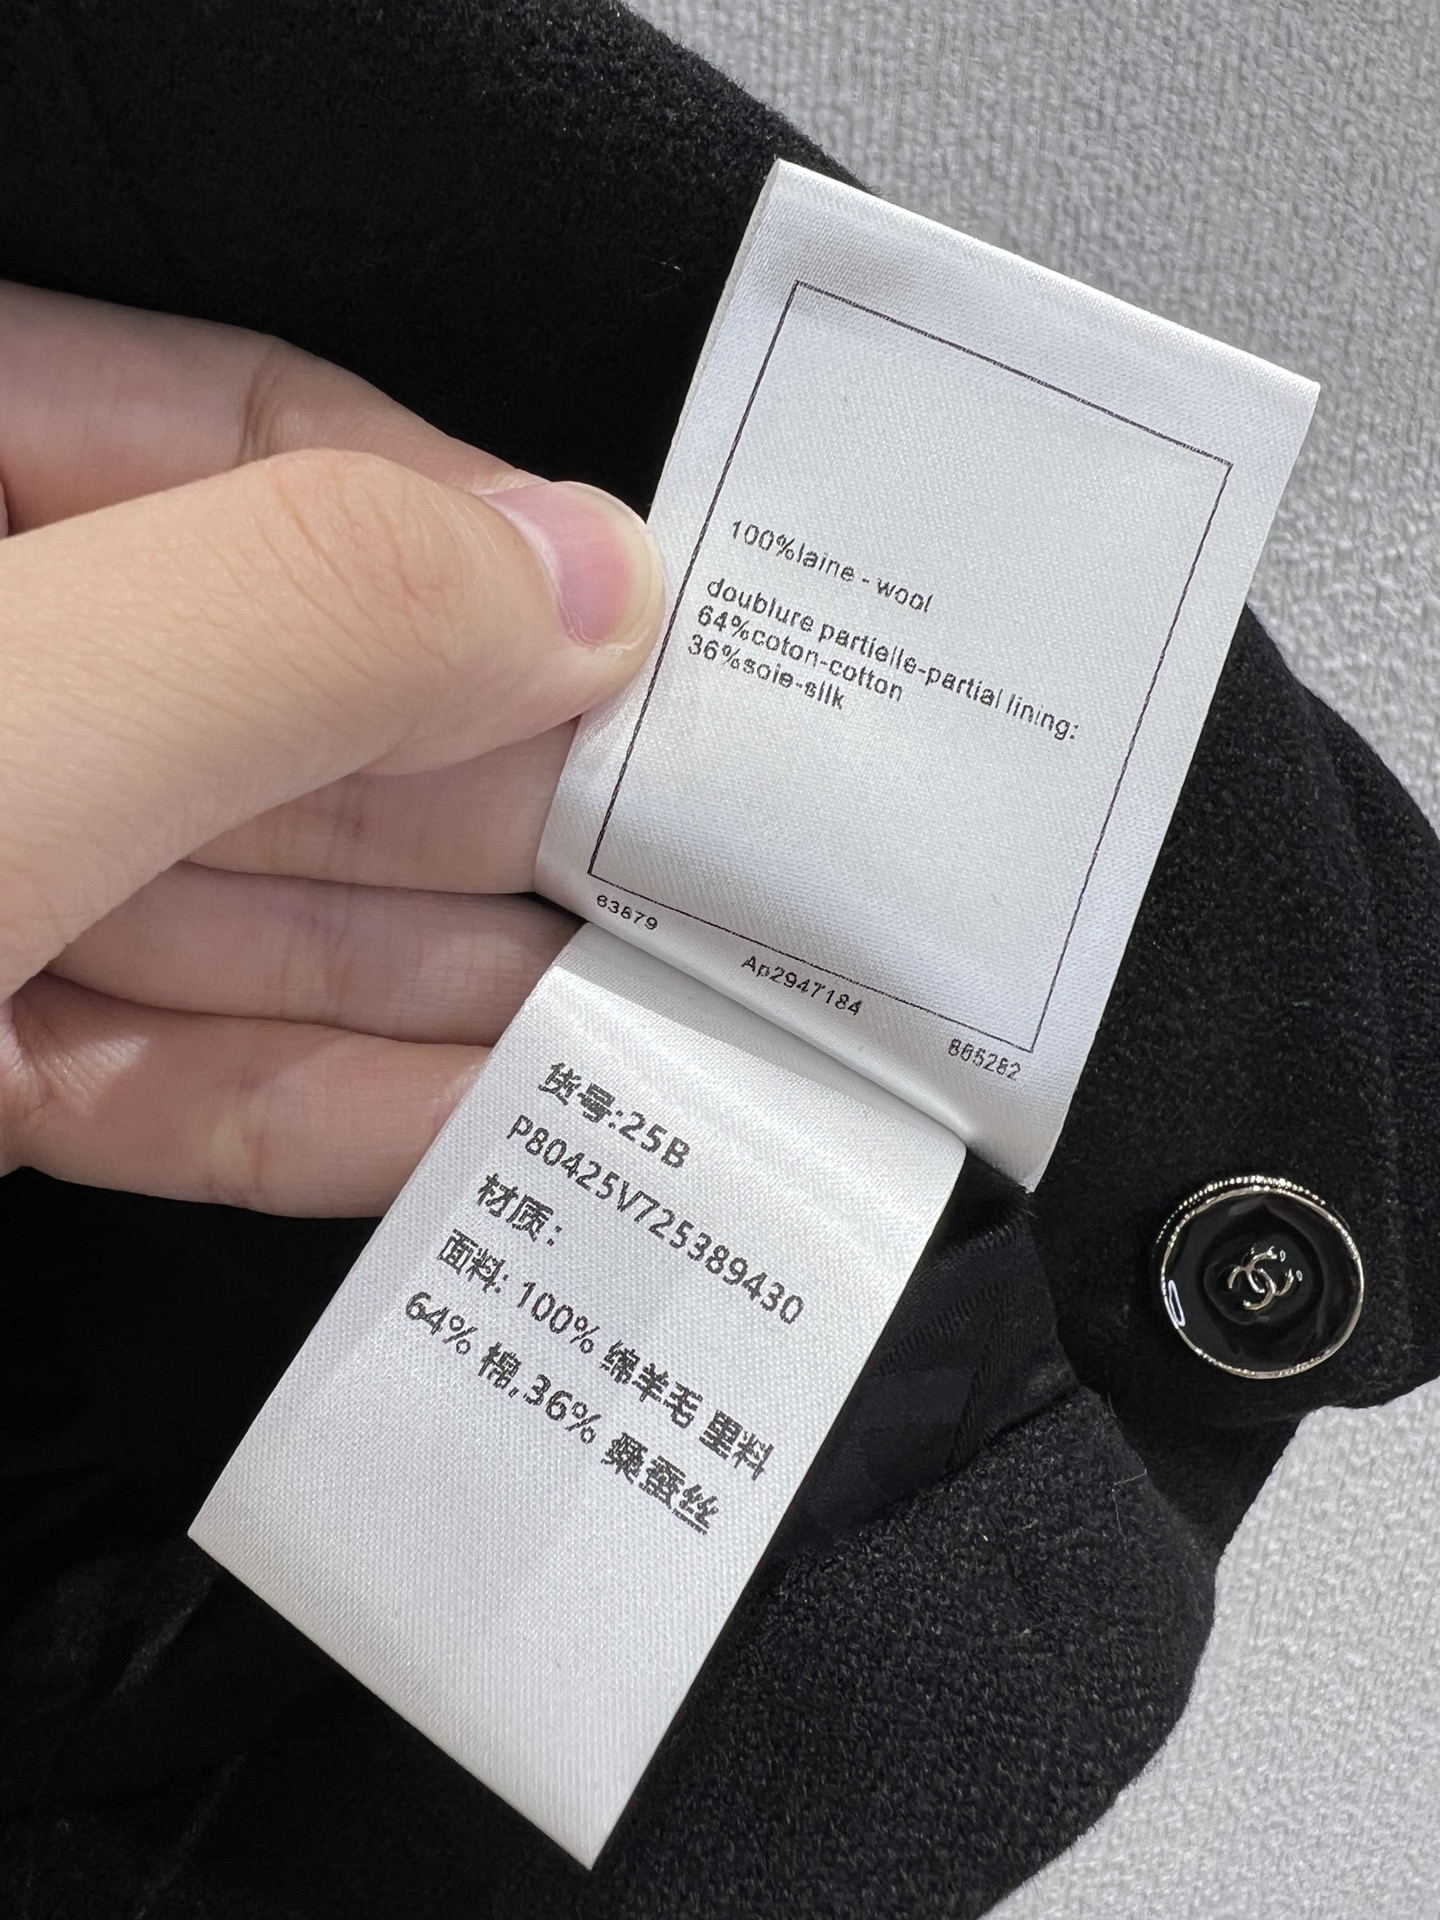 100%laine - wool
doublure partielle-partial lining:
64%coton-cotton
36%soie-silk
63879
Ap2947184
865282
货号:25B
P80425V725389430
材质：
面料: 100% 绵羊毛 里料
64% 棉,36% 桑蚕丝